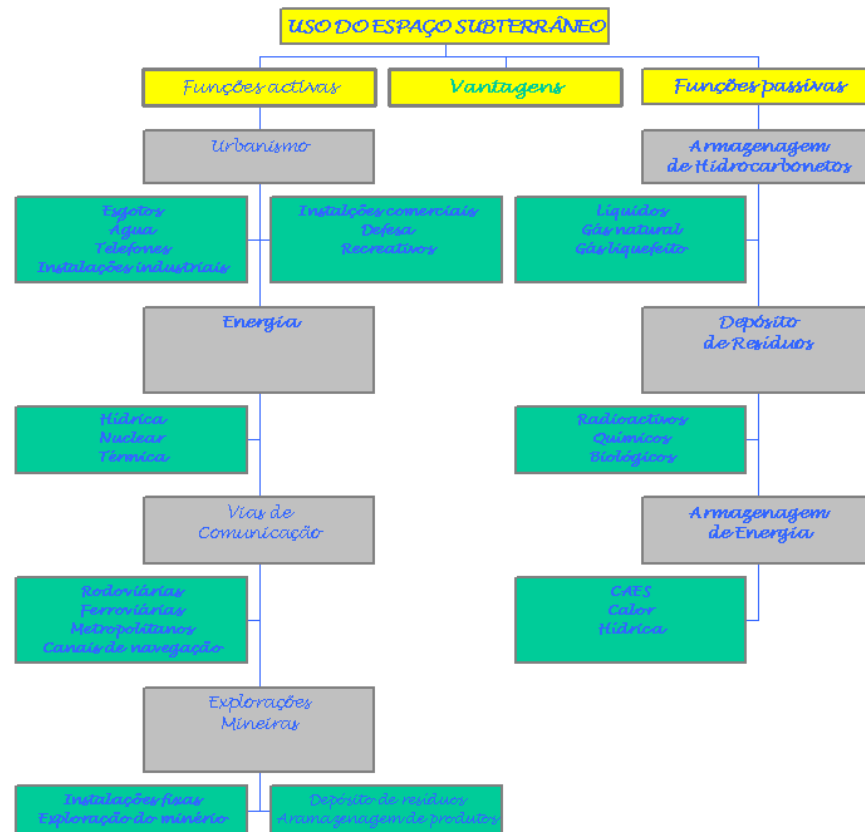 USO DO ESPAÇO SUBTERRÂNEO
Funções activas
Vantagens
Funções passivas
Urbanismo
Armazenagem
de Hidrocarbonetos
Esgotos
Água
Telefones
Instalações industriais
Instalções comerciais
Defesa
Recreativos
Líquidos
Gás natural
Gás liquefeito
Energia
Depósito
de Resíduos
Hídrica
Nuclear
Térmica
Radioactivos
Químicos
Biológicos
Vias de
Comunicação
Armazenagem
de Energia
Rodoviárias
Ferroviárias
Metropolitanos
Canais de navegação
CAES
Calor
Hídrica
Explorações
Mineiras
Instalações fixas
Exploração do minério
Depósito de resíduos
Aramazenagem de produtos